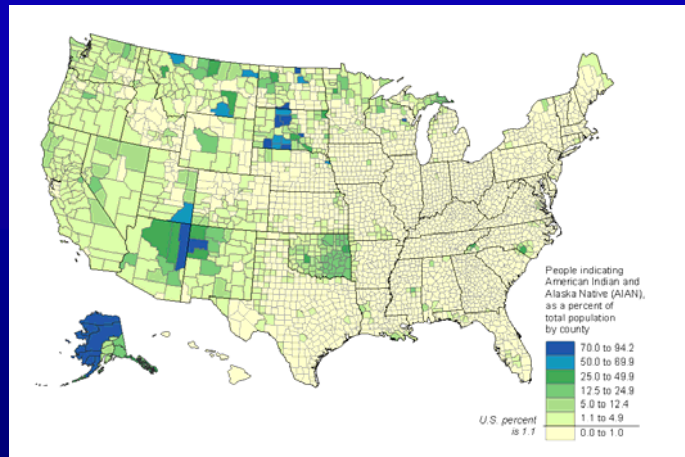 People indicating
American Indian and
Alaska Native (AIAN),
as a percent of
total population
by county
70.0 to 94.2
50.0 to 69.9
25.0 to 49.9
12.5 to 24.9
5.0 to 12.4
1.1 to 4.9
U.S. percent
is 1.1
0.0 to 1.0